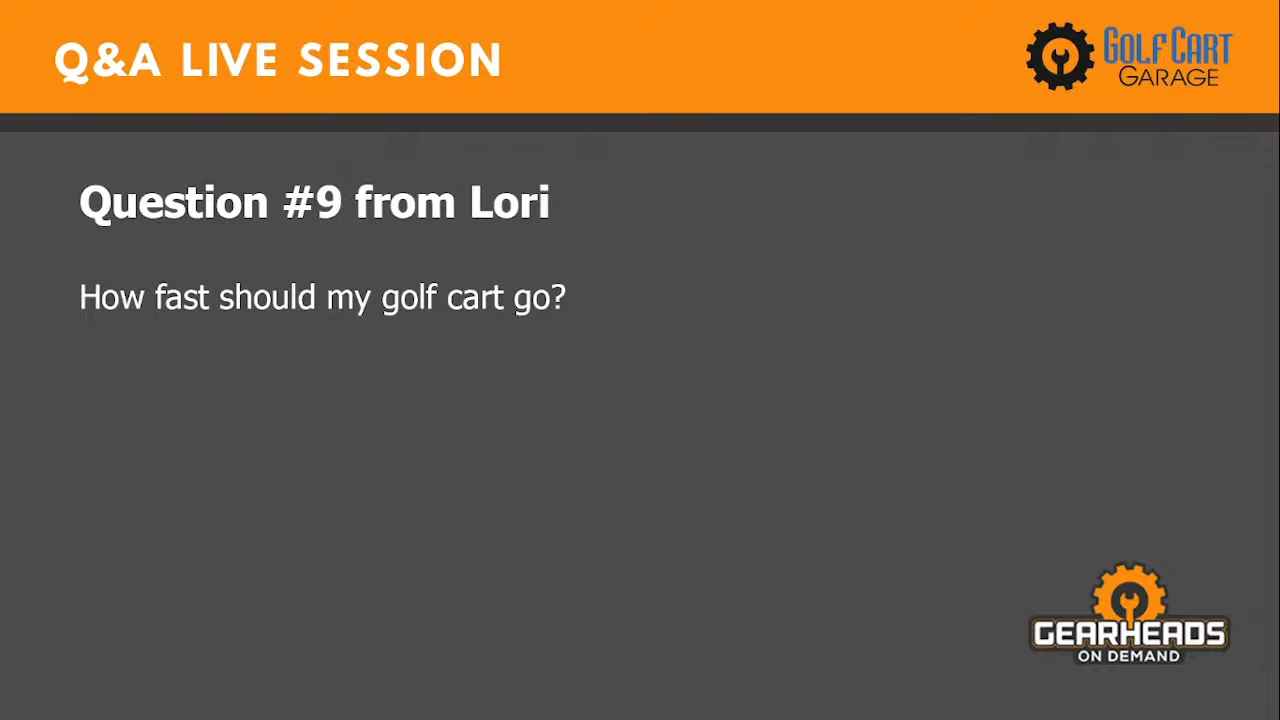 Q&A LIVE SESSION
GOLF CART
GARAGE
Question #9 from Lori
How fast should my golf cart go?
GEARHEADS
ON DEMAND